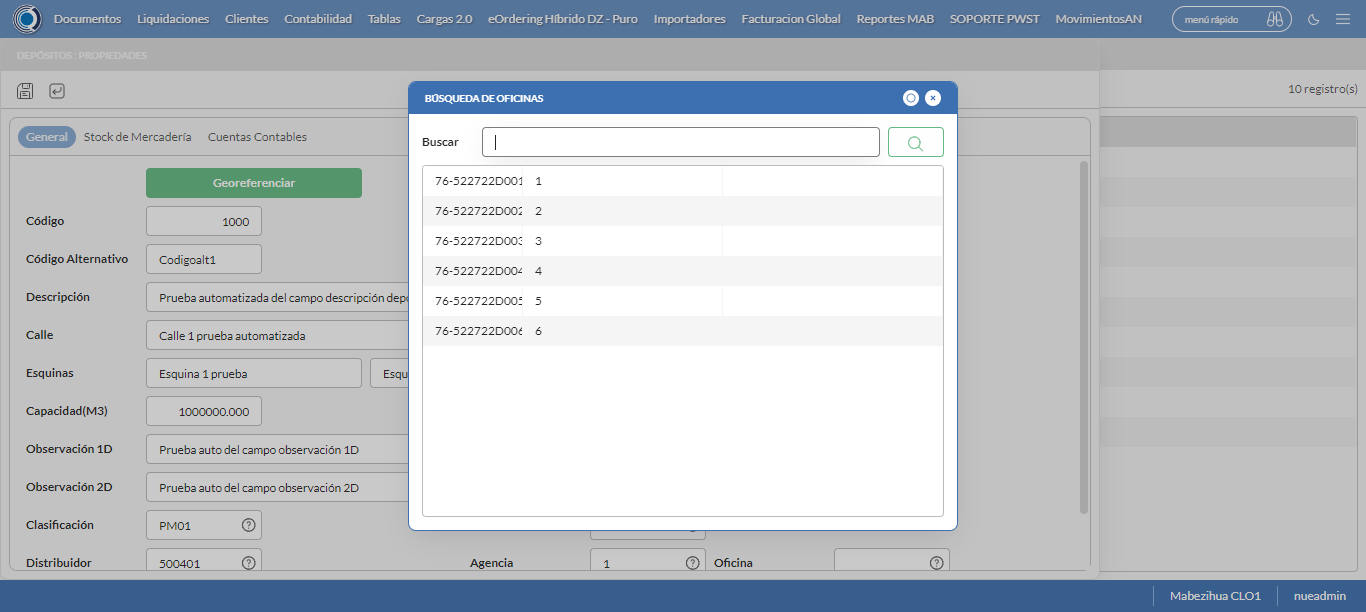 Documentos Liquidaciones Clientes Contabilidad Tablas Cargas 2.0 eOrdering Híbrido DZ - Puro Importadores Facturacion Global Reportes MAB SOPORTE PWST MovimientosAN menú rápido
DEPÓSITOS : PROPIEDADES
10 registro(s)
BÚSQUEDA DE OFICINAS
General Stock de Mercadería Cuentas Contables
Buscar
Georeferenciar
76-522722D001 1
76-522722D002 2
76-522722D003 3
76-522722D004 4
76-522722D005 5
76-522722D006 6
Código 1000
Código Alternativo Codigoalt1
Descripción Prueba automatizada del campo descripción depo
Calle Calle 1 prueba automatizada
Esquinas Esquina 1 prueba Esqu
Capacidad(M3) 1000000.000
Observación 1D Prueba auto del campo observación 1D
Observación 2D Prueba auto del campo observación 2D
Clasificación PM01
Distribuidor 500401 Agencia 1 Oficina
Mabezihua CLO1 nueadmin